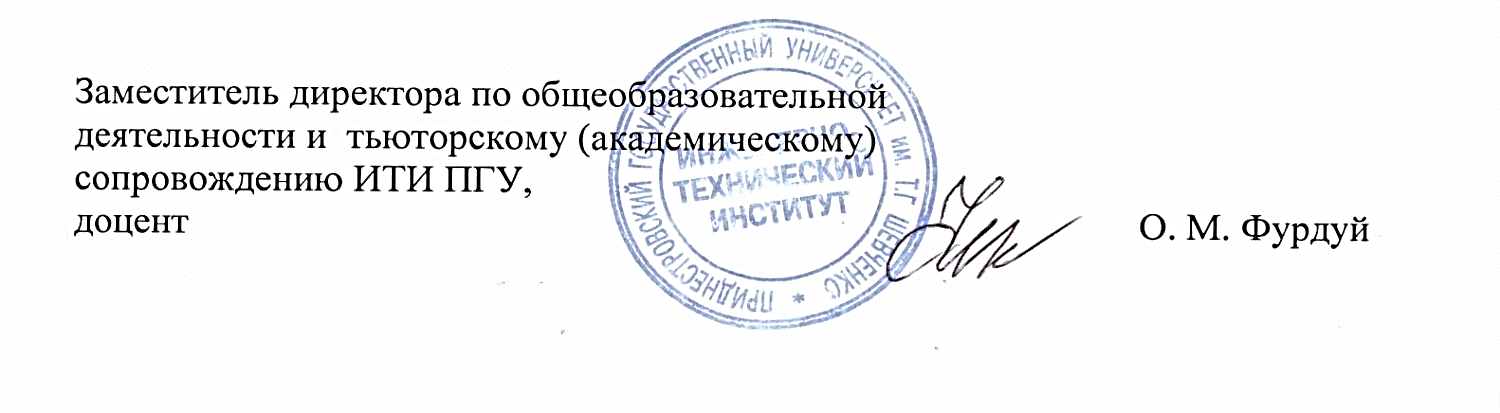 Заместитель директора по общеобразовательной
деятельности и тьюторскому (академическому)
сопровождению ИТИ ПГУ,
доцент
О. М. Фурдуй
ПРИДНЕСТРОВСКИЙ ГОСУДАРСТВЕННЫЙ УНИВЕРСИТЕТ ИМ. Т.Г. ШЕВЧЕНКО *
ИНЖЕНЕРНО
ТЕХНИЧЕСКИЙ
ИНСТИТУТ